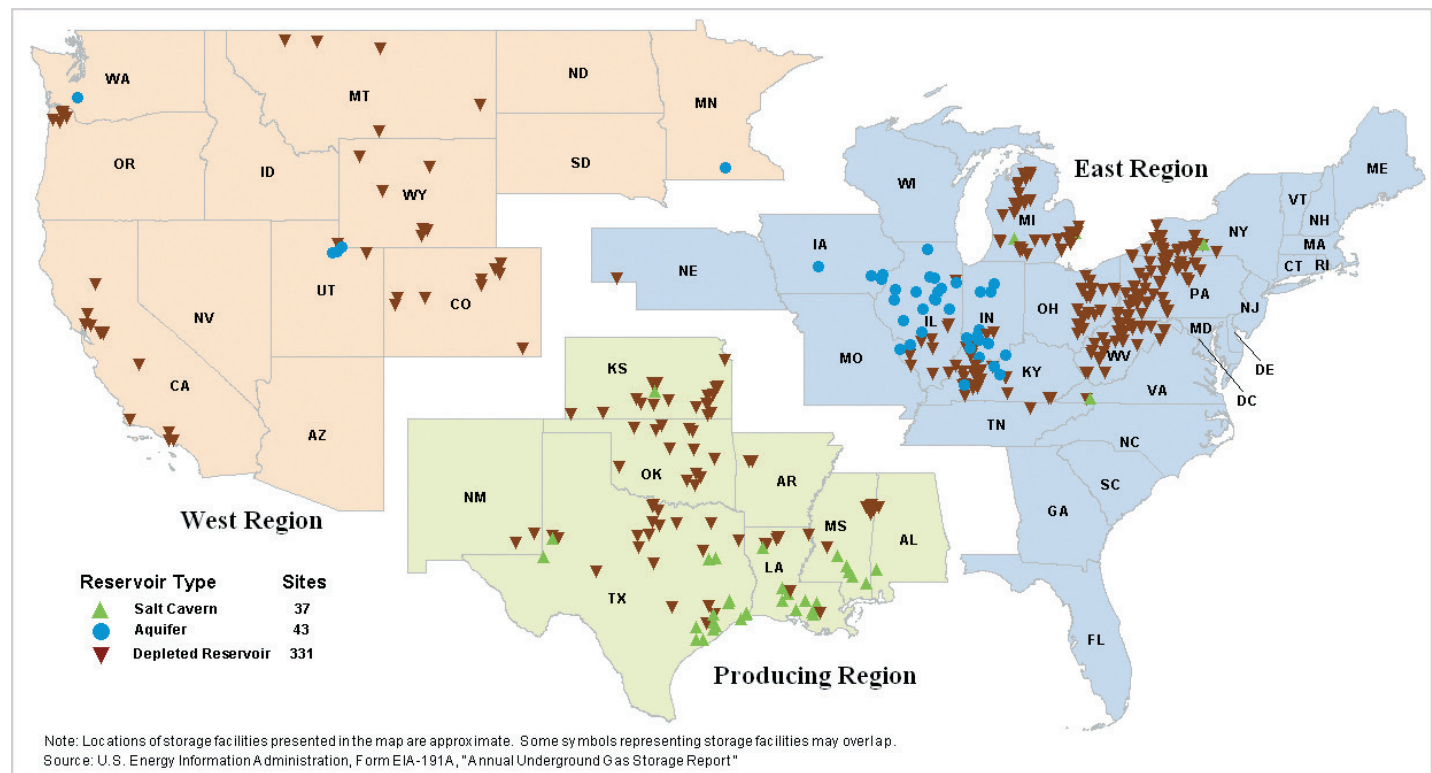 WA
MT
ND
MN
OR
ID
SD
WY
WI
MI
East Region
ME
VT
NH
NY
MA
CT
RI
IA
NE
NV
UT
CO
IL
IN
OH
PA
NJ
MD
MO
KY
WV
DE
CA
KS
VA
DC
AZ
TN
NC
OK
AR
NM
SC
West Region
MS
AL
GA
Reservoir Type Sites
LA
Salt Cavern 37
TX
Aquifer 43
FL
Depleted Reservoir 331
Producing Region
Note: Locations of storage facilities presented in the map are approximate. Some symbols representing storage facilities may overlap.
Source: U.S. Energy Information Administration, Form EIA-191A, "Annual Underground Gas Storage Report"